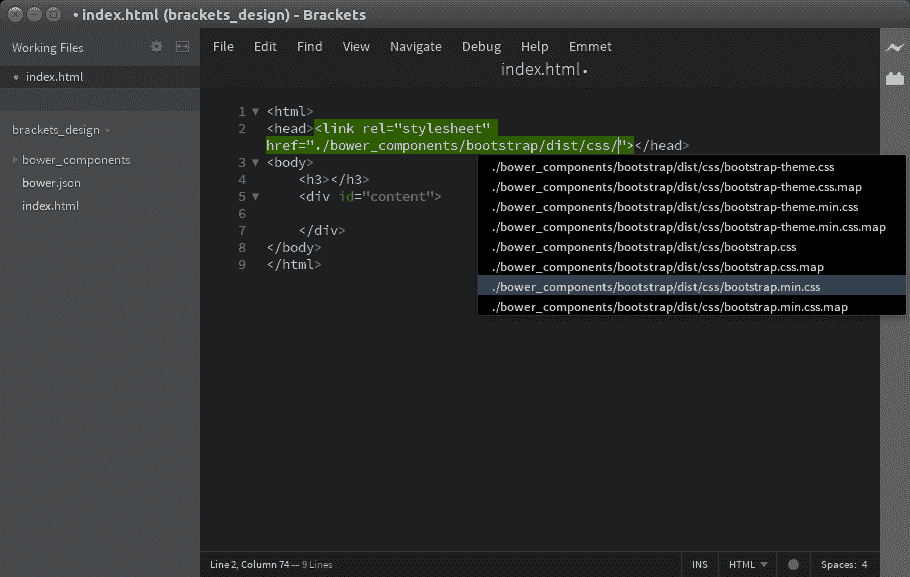 • index.html (brackets_design) - Brackets
Working Files
• index.html
brackets_design
bower_components
bower.json
index.html
File Edit Find View Navigate Debug Help Emmet
index.html •
1 <html>
2 <head><link rel="stylesheet"
href="./bower_components/bootstrap/dist/css/"></head>
3 <body>
4 <h3></h3>
5 <div id="content">
6
7 </div>
8 </body>
9 </html>
./bower_components/bootstrap/dist/css/bootstrap-theme.css
./bower_components/bootstrap/dist/css/bootstrap-theme.css.map
./bower_components/bootstrap/dist/css/bootstrap-theme.min.css
./bower_components/bootstrap/dist/css/bootstrap-theme.min.css.map
./bower_components/bootstrap/dist/css/bootstrap.css
./bower_components/bootstrap/dist/css/bootstrap.css.map
./bower_components/bootstrap/dist/css/bootstrap.min.css
./bower_components/bootstrap/dist/css/bootstrap.min.css.map
Line 2, Column 74 — 9 Lines INS HTML Spaces: 4